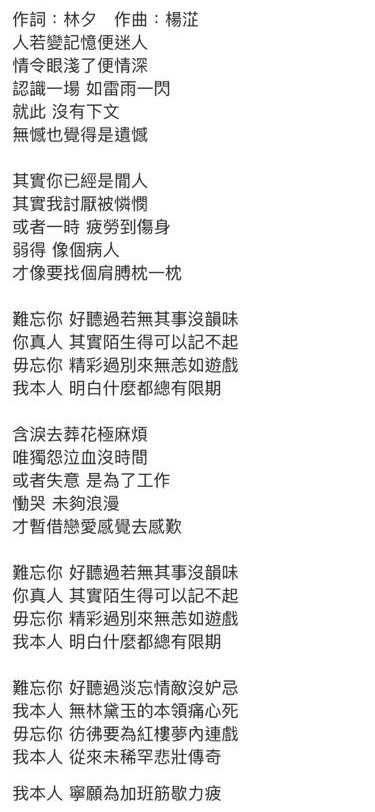 作詞：林夕　作曲：楊淽
人若變記憶便迷人
情令眼淺了便情深
認識一場 如雷雨一閃
就此 沒有下文
無憾也覺得是遺憾
其實你已經是閒人
其實我討厭被憐憫
或者一時 疲勞到傷身
弱得 像個病人
才像要找個肩膊枕一枕
難忘你 好聽過若無其事沒韻味
你真人 其實陌生得可以記不起
毋忘你 精彩過別來無恙如遊戲
我本人 明白什麼都總有限期
含淚去葬花極麻煩
唯獨怨泣血沒時間
或者失意 是為了工作
慟哭 未夠浪漫
才暫借戀愛感覺去感歎
難忘你 好聽過若無其事沒韻味
你真人 其實陌生得可以記不起
毋忘你 精彩過別來無恙如遊戲
我本人 明白什麼都總有限期
難忘你 好聽過淡忘情敵沒妒忌
我本人 無林黛玉的本領痛心死
毋忘你 彷彿要為紅樓夢內連戲
我本人 從來未稀罕悲壯傳奇
我本人 寧願為加班筋歇力疲